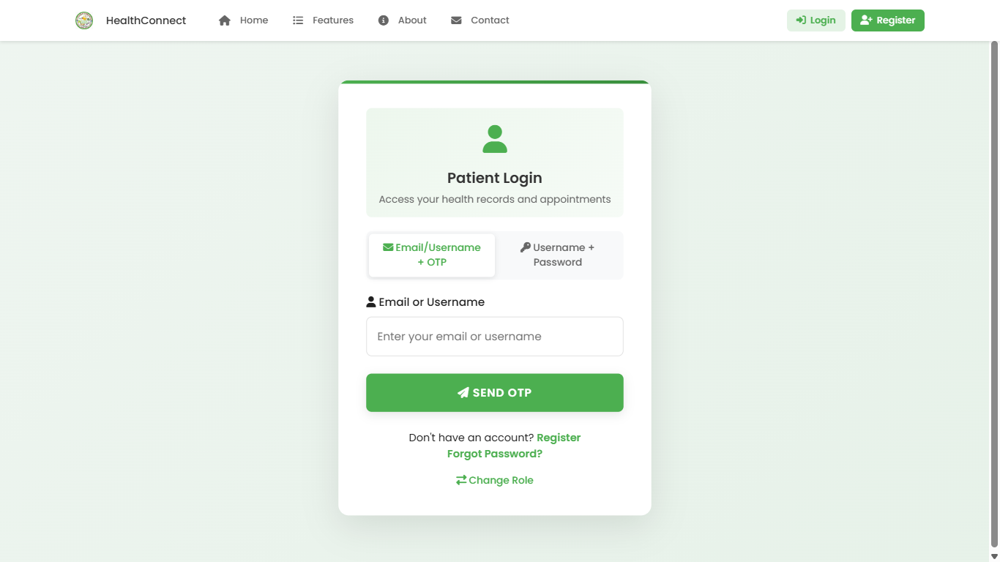 HealthConnect
Home
Features
About
Contact
Login
Register
Patient Login
Access your health records and appointments
Email/Username
+ OTP
Username +
Password
Email or Username
Enter your email or username
SEND OTP
Don't have an account? Register
Forgot Password?
Change Role